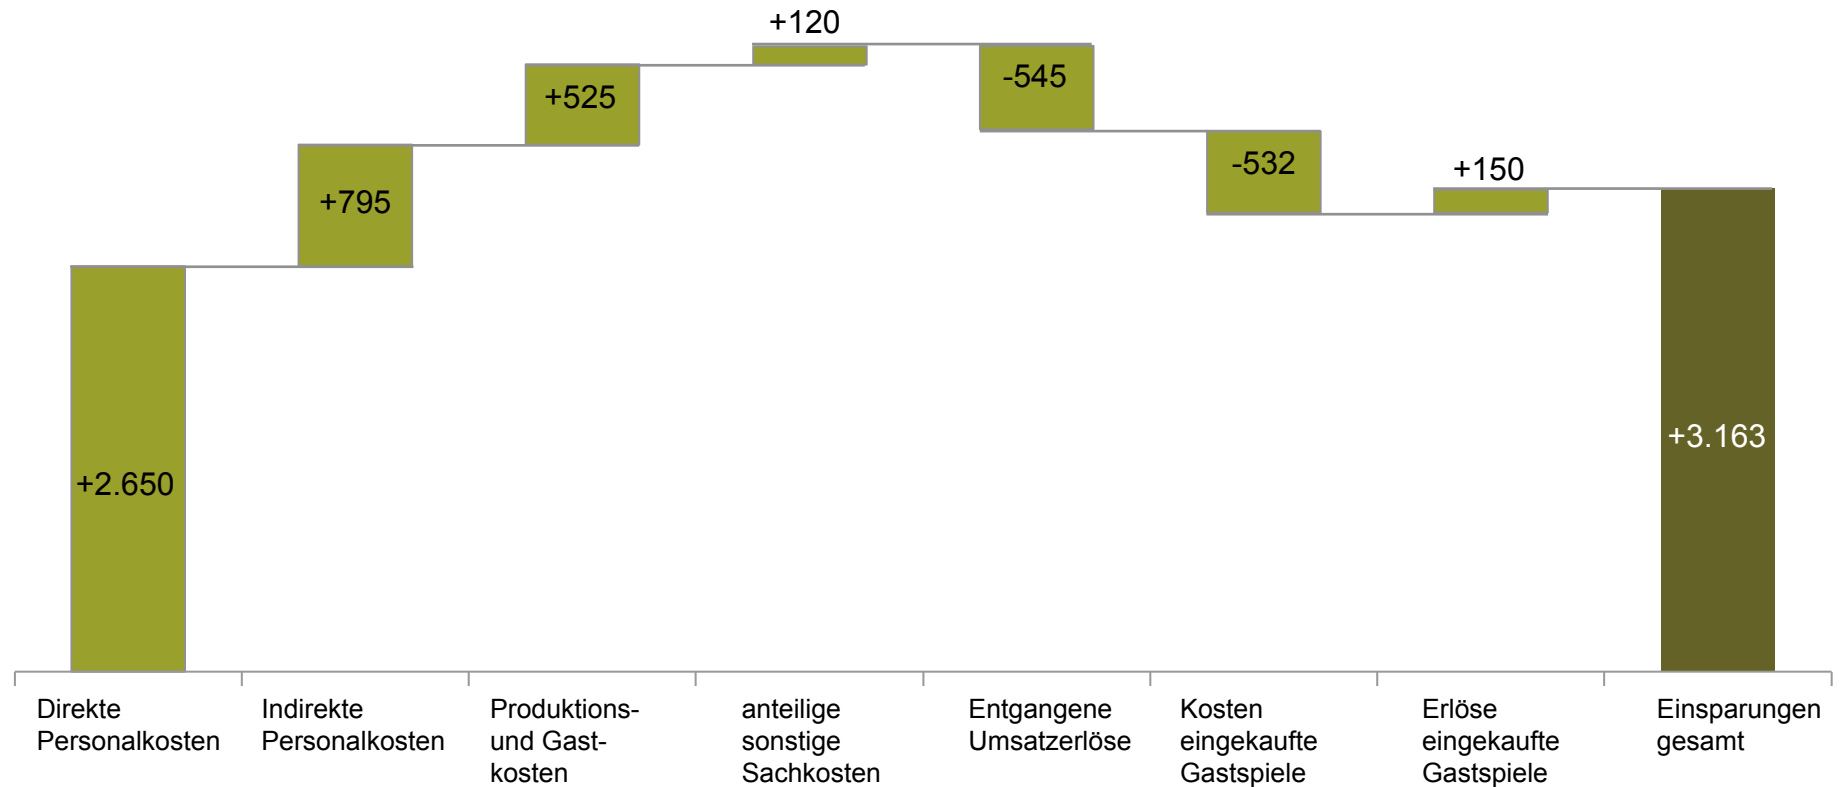 +120
-545
+525
-532
+150
+795
+3.163
+2.650
Direkte
Personalkosten
Indirekte
Personalkosten
Produktions-
und Gast-
kosten
anteilige
sonstige
Sachkosten
Entgangene
Umsatzerlöse
Kosten
eingekaufte
Gastspiele
Erlöse
eingekaufte
Gastspiele
Einsparungen
gesamt